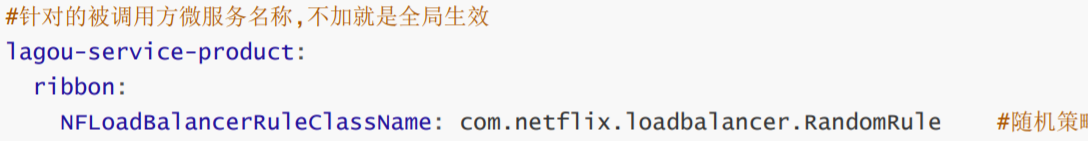 #针对的被调用方微服务名称,不加就是全局生效
lagou-service-product:
ribbon:
NFLoadBalancerRuleClassName: com.netflix.loadbalancer.RandomRule #随机策略